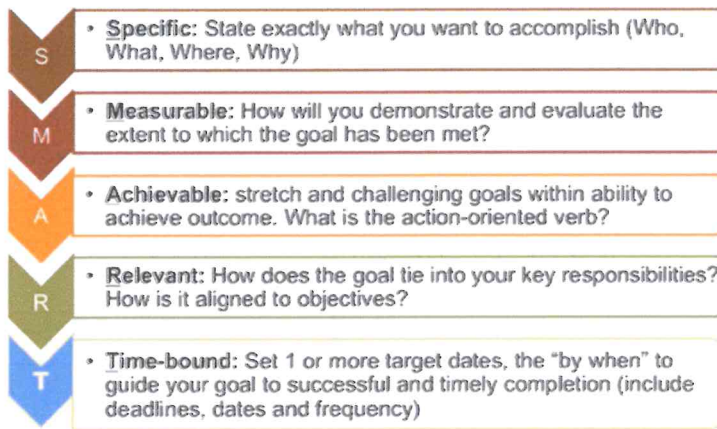 S
• Specific: State exactly what you want to accomplish (Who,
What, Where, Why)
M
• Measurable: How will you demonstrate and evaluate the
extent to which the goal has been met?
A
• Achievable: stretch and challenging goals within ability to
achieve outcome. What is the action-oriented verb?
R
• Relevant: How does the goal tie into your key responsibilities?
How is it aligned to objectives?
T
• Time-bound: Set 1 or more target dates, the “by when” to
guide your goal to successful and timely completion (include
deadlines, dates and frequency)